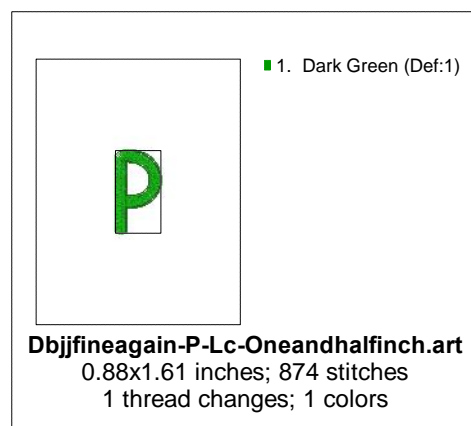 1. Dark Green (Def:1)
P
Dbjjfineagain-P-Lc-Oneandhalfinch.art
0.88x1.61 inches; 874 stitches
1 thread changes; 1 colors